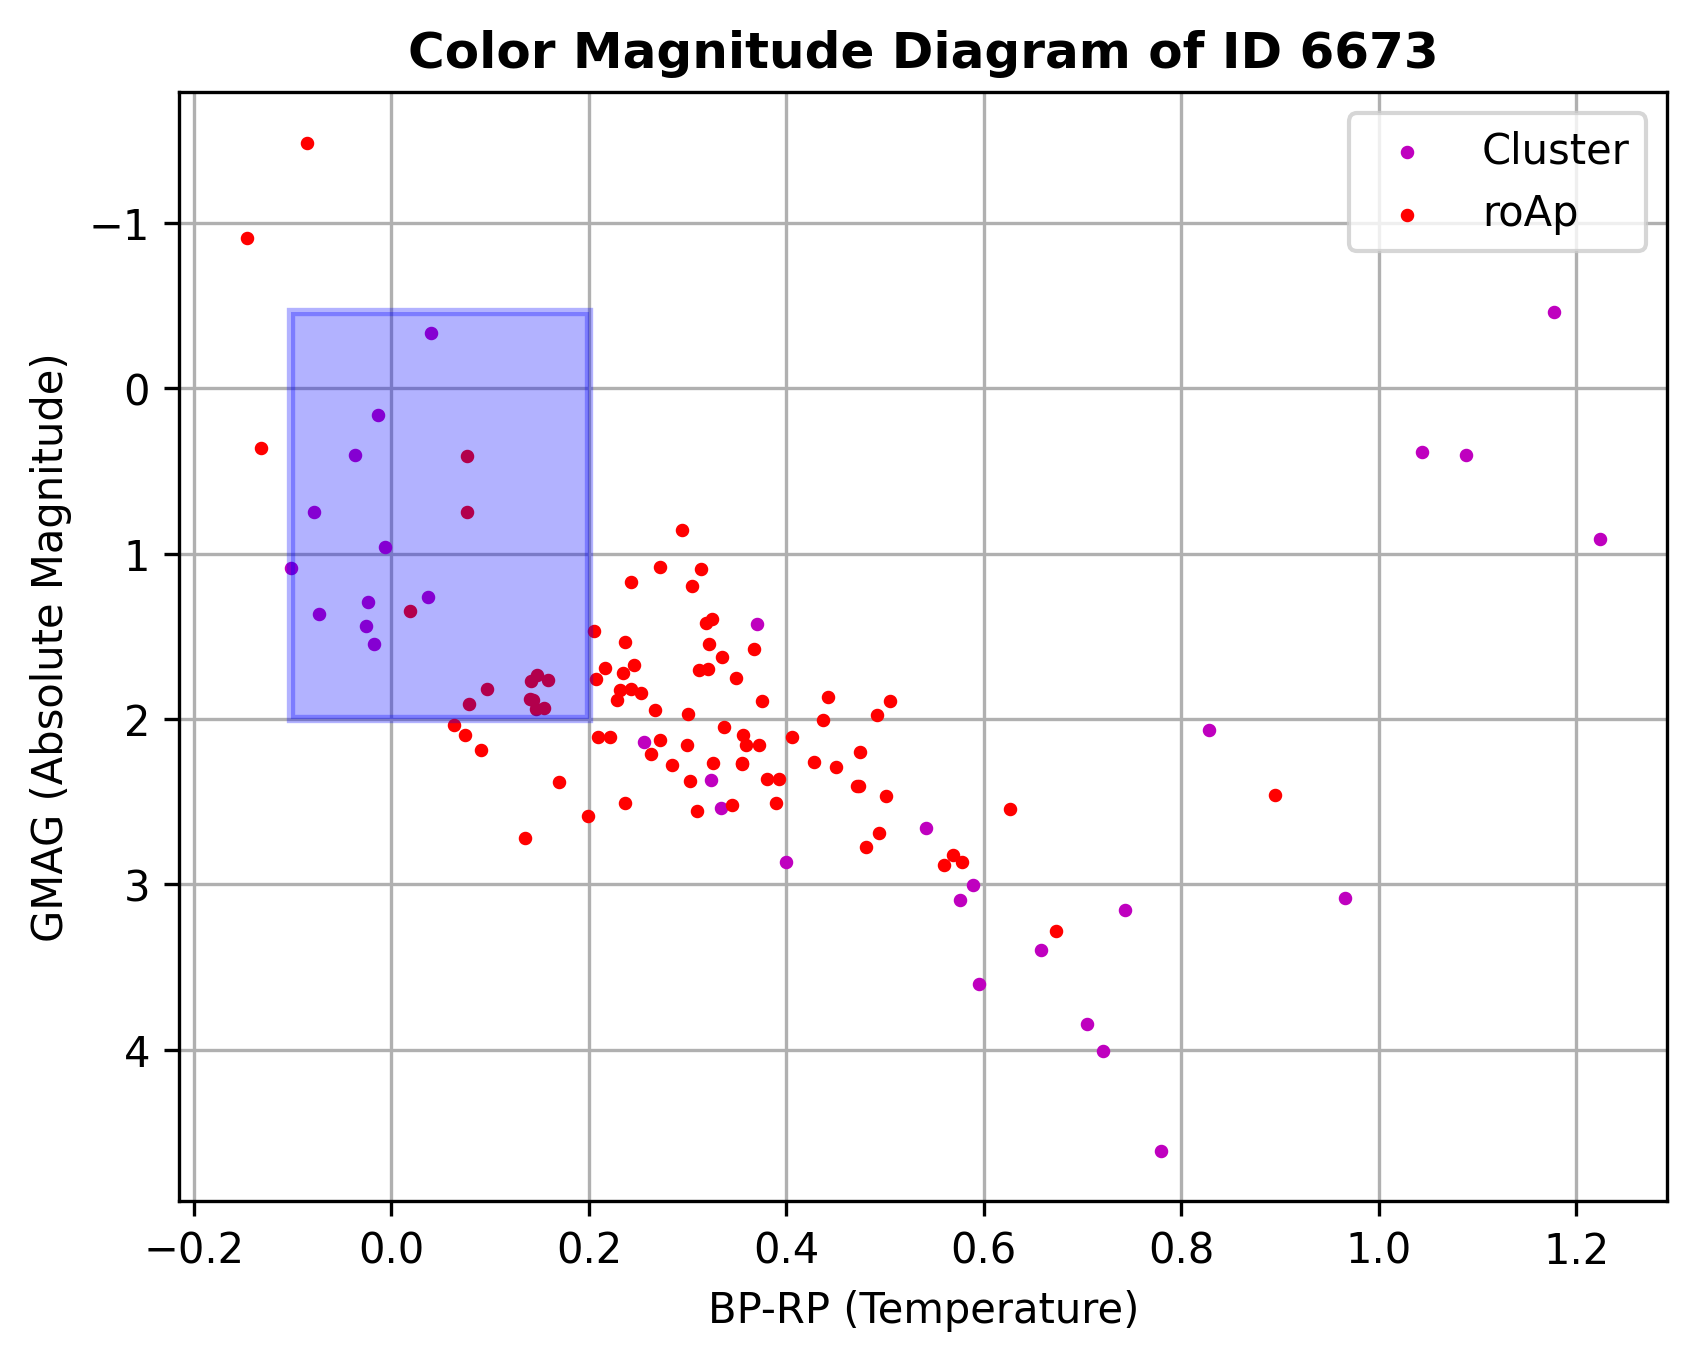 Color Magnitude Diagram of ID 6673
Cluster
roAp
GMAG (Absolute Magnitude)
−1
0
1
2
3
4
−0.2 0.0 0.2 0.4 0.6 0.8 1.0 1.2
BP-RP (Temperature)